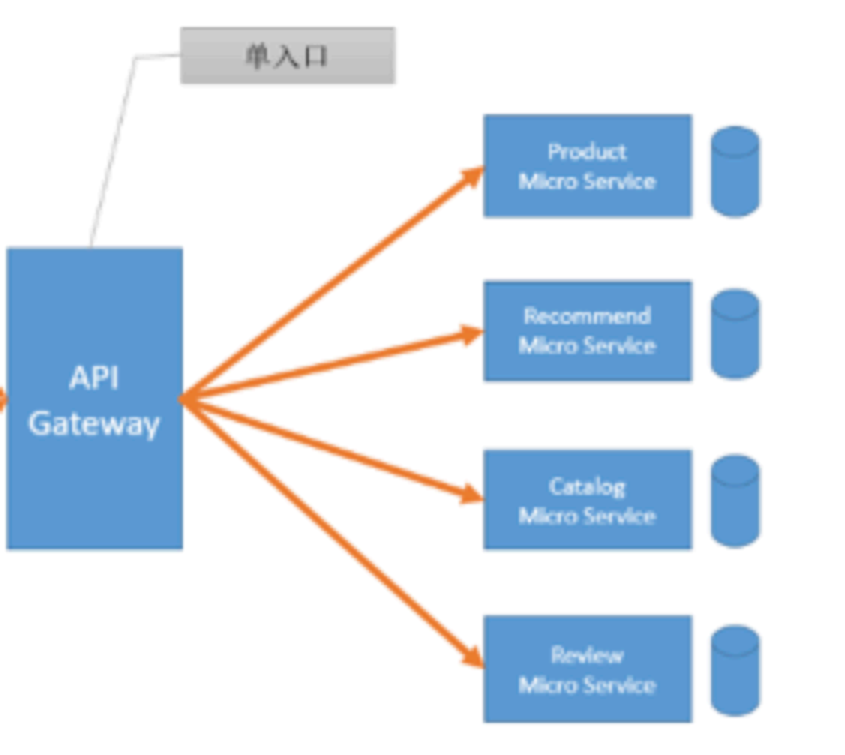 单入口
Product
Micro Service
Recommend
Micro Service
API
Gateway
Catalog
Micro Service
Review
Micro Service